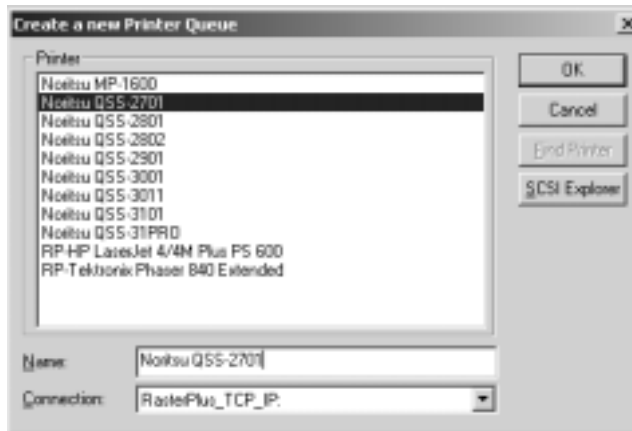 Create a new Printer Queue
Printer
Noritsu MP-1600
Noritsu QSS-2701
Noritsu QSS-2801
Noritsu QSS-2802
Noritsu QSS-2901
Noritsu QSS-3001
Noritsu QSS-3011
Noritsu QSS-3101
Noritsu QSS-31PRO
RP-HP LaserJet 4/4M Plus PS 600
RP-Tektronix Phaser 840 Extended
OK
Cancel
Find Printer
SCSI Explorer
Name: Noritsu QSS-2701
Connection: RasterPlus_TCP_IP: